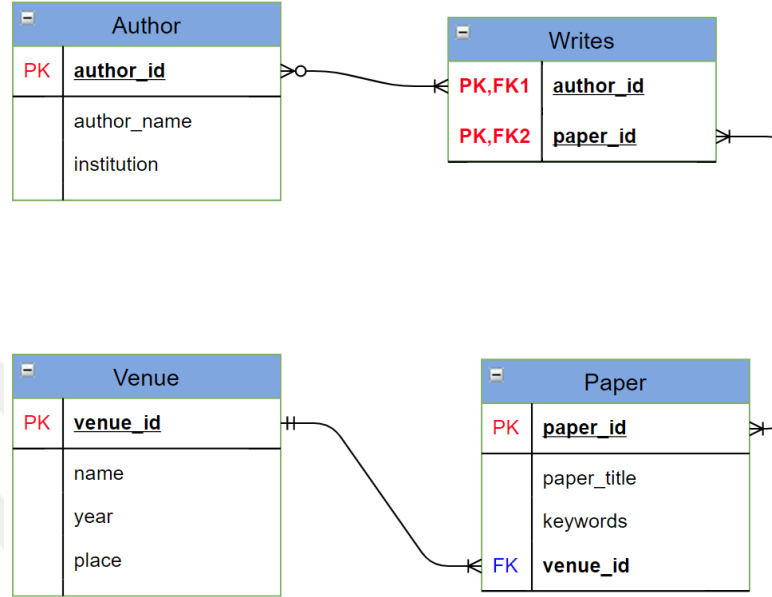 Author
PK author_id
author_name
institution
Writes
PK,FK1 author_id
PK,FK2 paper_id
Venue
PK venue_id
name
year
place
Paper
PK paper_id
paper_title
keywords
FK venue_id